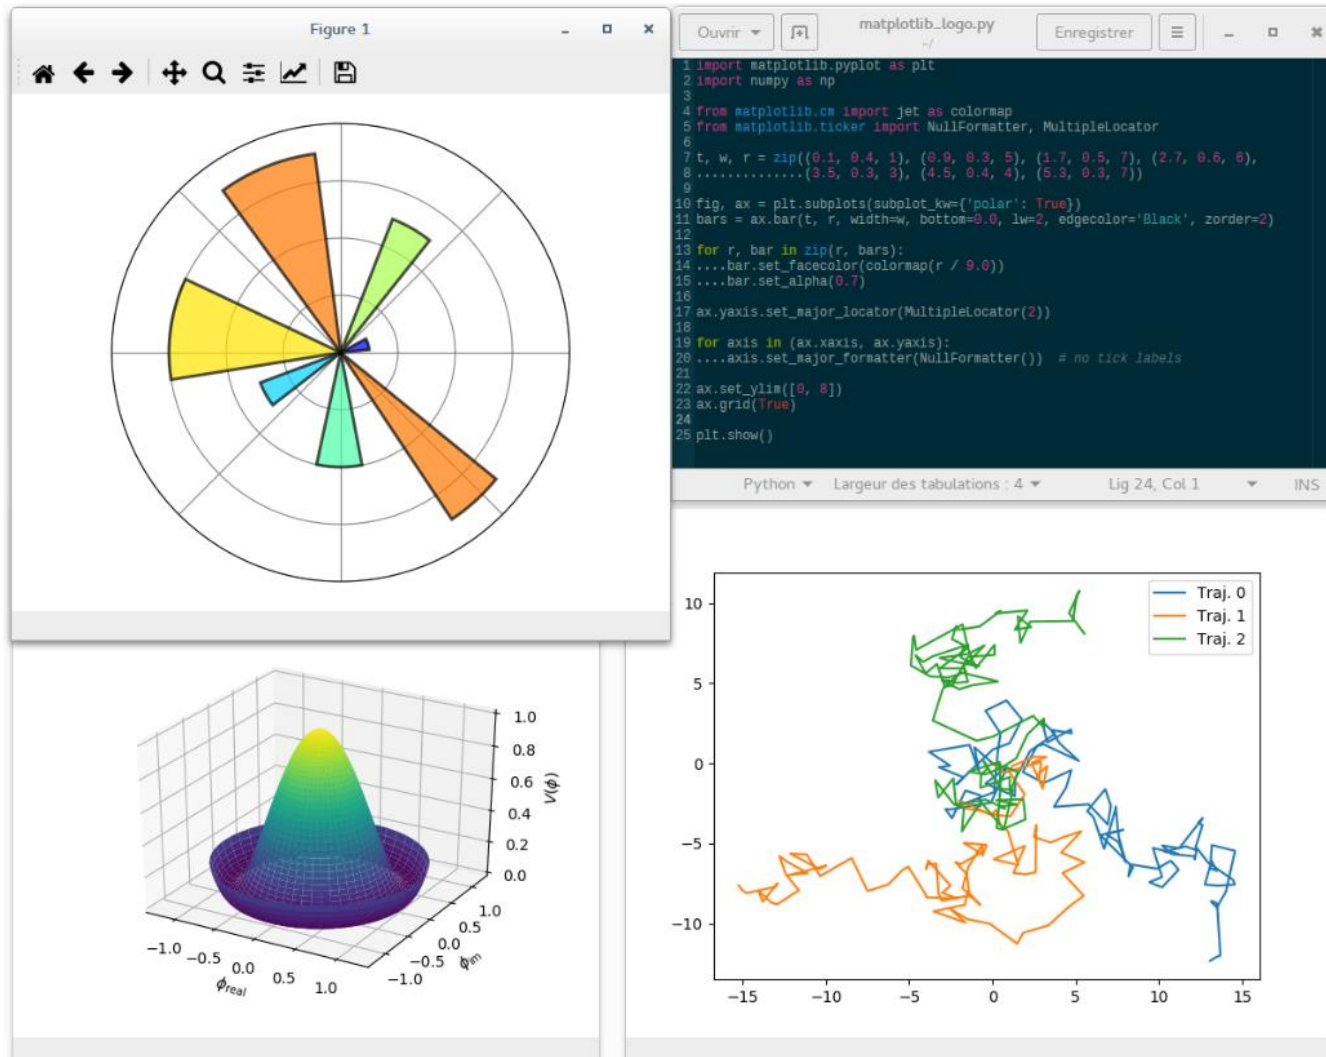 Figure 1
Ouvrir
matplotlib_logo.py
~/
Enregistrer
1 import matplotlib.pyplot as plt
2 import numpy as np
3
4 from matplotlib.cm import jet as colormap
5 from matplotlib.ticker import NullFormatter, MultipleLocator
6
7 t, w, r = zip((0.1, 0.4, 1), (0.9, 0.3, 5), (1.7, 0.5, 7), (2.7, 0.6, 6),
8 ..............(3.5, 0.3, 3), (4.5, 0.4, 4), (5.3, 0.3, 7))
9
10 fig, ax = plt.subplots(subplot_kw={'polar': True})
11 bars = ax.bar(t, r, width=w, bottom=0.0, lw=2, edgecolor='Black', zorder=2)
12
13 for r, bar in zip(r, bars):
14 ....bar.set_facecolor(colormap(r / 9.0))
15 ....bar.set_alpha(0.7)
16
17 ax.yaxis.set_major_locator(MultipleLocator(2))
18
19 for axis in (ax.xaxis, ax.yaxis):
20 ....axis.set_major_formatter(NullFormatter())  # no tick labels
21
22 ax.set_ylim([0, 8])
23 ax.grid(True)
24
25 plt.show()
Python
Largeur des tabulations : 4
Lig 24, Col 1
INS
1.0
0.8
0.6
0.4
0.2
0.0
V(ϕ)
−1.0
−0.5
0.0
0.5
1.0
ϕreal
1.0
0.5
0.0
−0.5
−1.0
ϕim
Traj. 0
Traj. 1
Traj. 2
10
5
0
−5
−10
−15 −10 −5 0 5 10 15